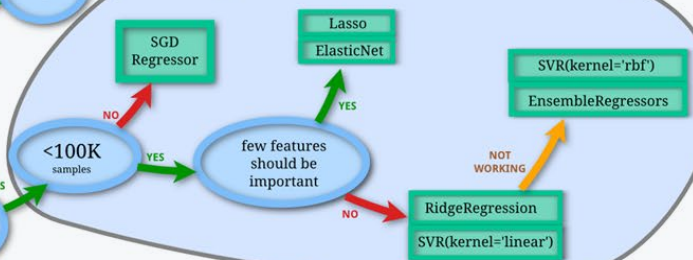 SGD
Regressor
Lasso
ElasticNet
SVR(kernel='rbf')
EnsembleRegressors
NO
YES
<100K
samples
YES
few features
should be
important
NOT
WORKING
S
NO
RidgeRegression
SVR(kernel='linear')